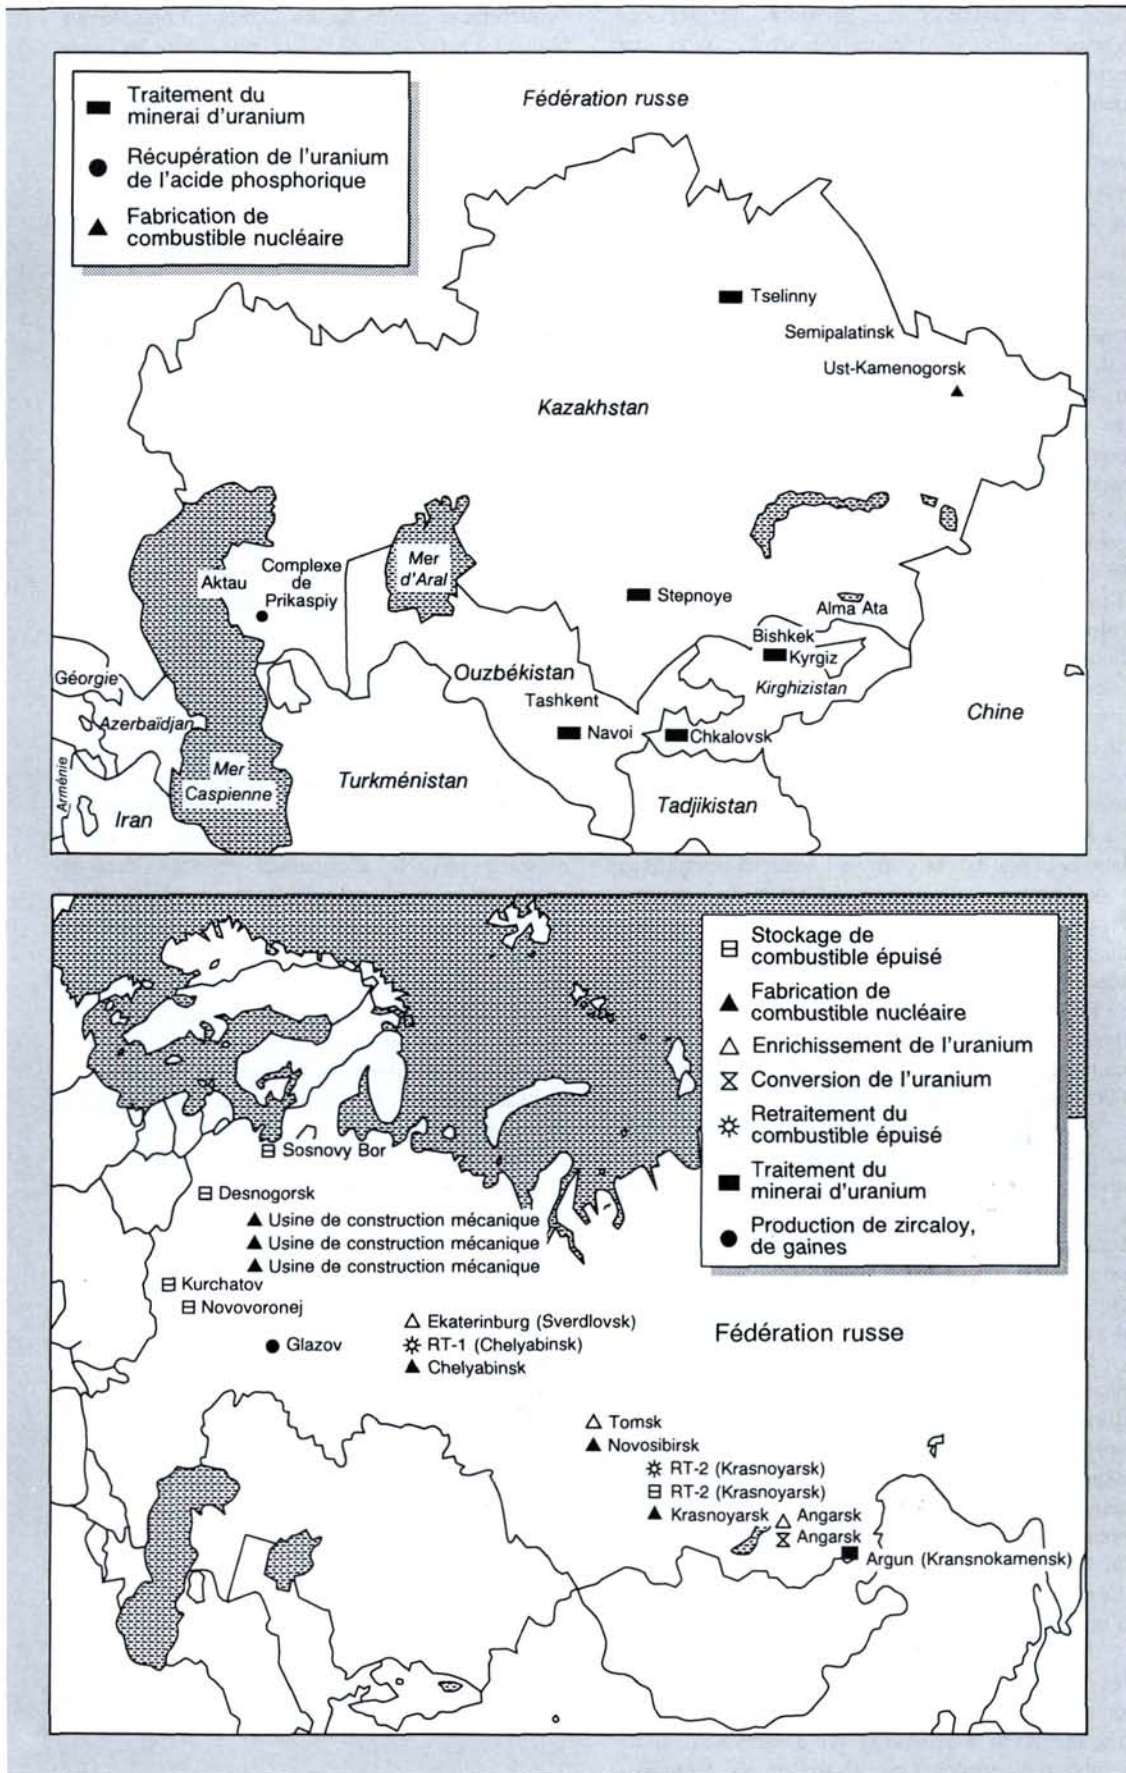 Traitement du
minerai d'uranium
Récupération de l'uranium
de l'acide phosphorique
Fabrication de
combustible nucléaire
Fédération russe
Tselinny
Semipalatinsk
Ust-Kamenogorsk
Kazakhstan
Mer
d'Aral
Complexe
de
Prikaspiy
Aktau
Stepnoye
Alma Ata
Bishkek
Kyrgiz
Kirghizistan
Ouzbékistan
Tashkent
Navoi
Chkalovsk
Chine
Géorgie
Azerbaïdjan
Arménie
Iran
Mer
Caspienne
Turkménistan
Tadjikistan
Stockage de
combustible épuisé
Fabrication de
combustible nucléaire
Enrichissement de l'uranium
Conversion de l'uranium
Retraitement du
combustible épuisé
Traitement du
minerai d'uranium
Production de zircaloy,
de gaines
Sosnovy Bor
Desnogorsk
Usine de construction mécanique
Usine de construction mécanique
Usine de construction mécanique
Kurchatov
Novovoronej
Glazov
Ekaterinburg (Sverdlovsk)
RT-1 (Chelyabinsk)
Chelyabinsk
Fédération russe
Tomsk
Novosibirsk
RT-2 (Krasnoyarsk)
RT-2 (Krasnoyarsk)
Krasnoyarsk
Angarsk
Angarsk
Argun (Kransnokamensk)